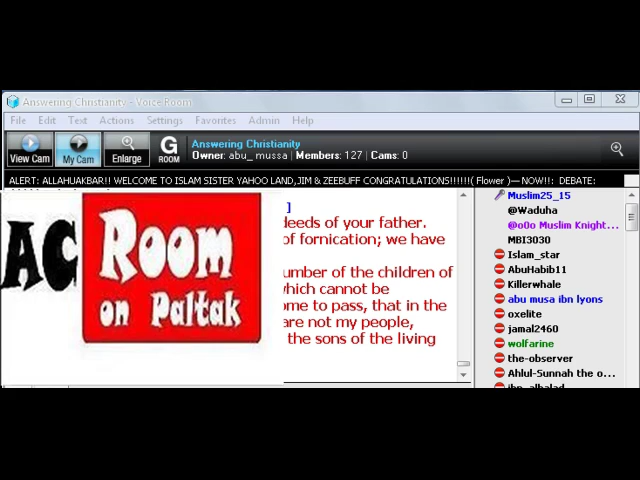 Answering Christianity - Voice Room
File Edit Text Actions Settings Favorites Admin Help
View Cam My Cam Enlarge G ROOM
Answering Christianity
Owner: abu_mussa | Members: 127 | Cams: 0
ALERT: ALLAHUAKBAR!! WELCOME TO ISLAM SISTER YAHOO LAND,JIM & ZEEBUFF CONGRATULATIONS!!!!!!( Flower )—NOW!!: DEBATE:
AC Room
on Paltak
]
deeds of your father.
of fornication; we have
umber of the children of
which cannot be
ome to pass, that in the
are not my people,
the sons of the living
Muslim25_15
@Waduha
@o0o Muslim Knight...
MBI3030
Islam_star
AbuHabib11
Killerwhale
abu musa ibn lyons
oxelite
jamal2460
wolfarine
the-observer
Ahlul-Sunnah the o...
ibn_albalad